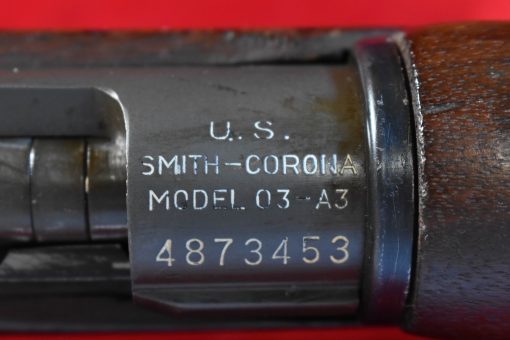 U.S.
SMITH-CORONA
MODEL 03-A3
4873453